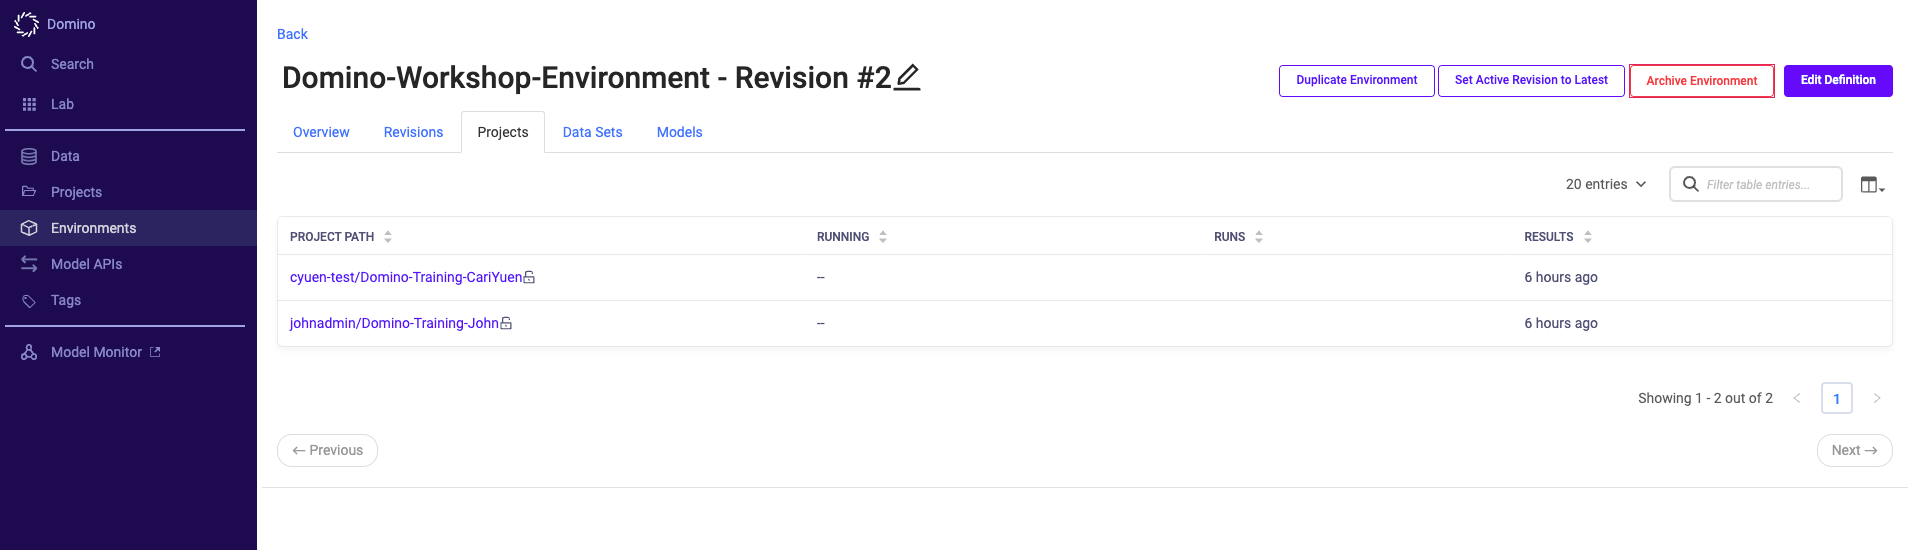 Domino
Search
Lab
Data
Projects
Environments
Model APIs
Tags
Model Monitor
Back
Domino-Workshop-Environment - Revision #2
Duplicate Environment
Set Active Revision to Latest
Archive Environment
Edit Definition
Overview
Revisions
Projects
Data Sets
Models
20 entries
Filter table entries...
PROJECT PATH
RUNNING
RUNS
RESULTS
cyuen-test/Domino-Training-CariYuen
--
6 hours ago
johnadmin/Domino-Training-John
--
6 hours ago
Showing 1 - 2 out of 2
<
1
>
← Previous
Next →